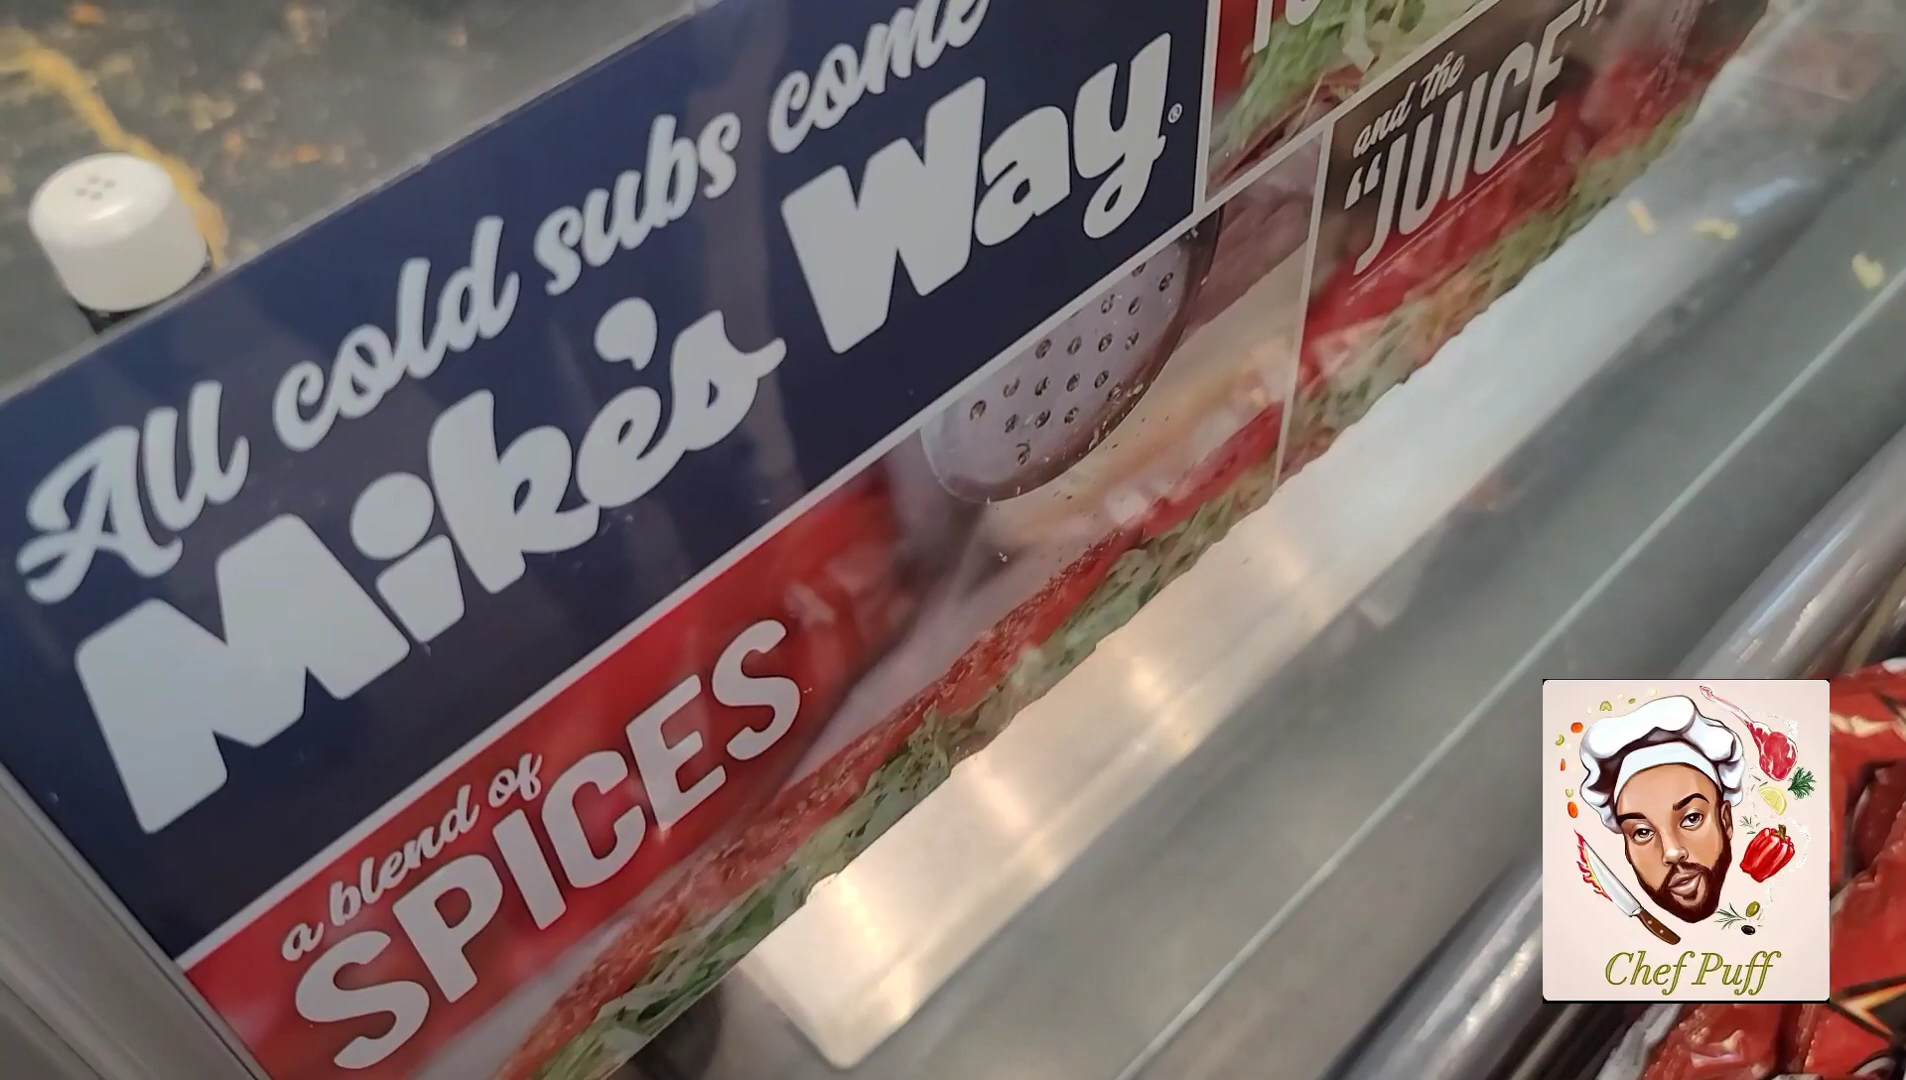 All cold subs come
Mike's Way®
a blend of
SPICES
and the
"JUICE"
Chef Puff